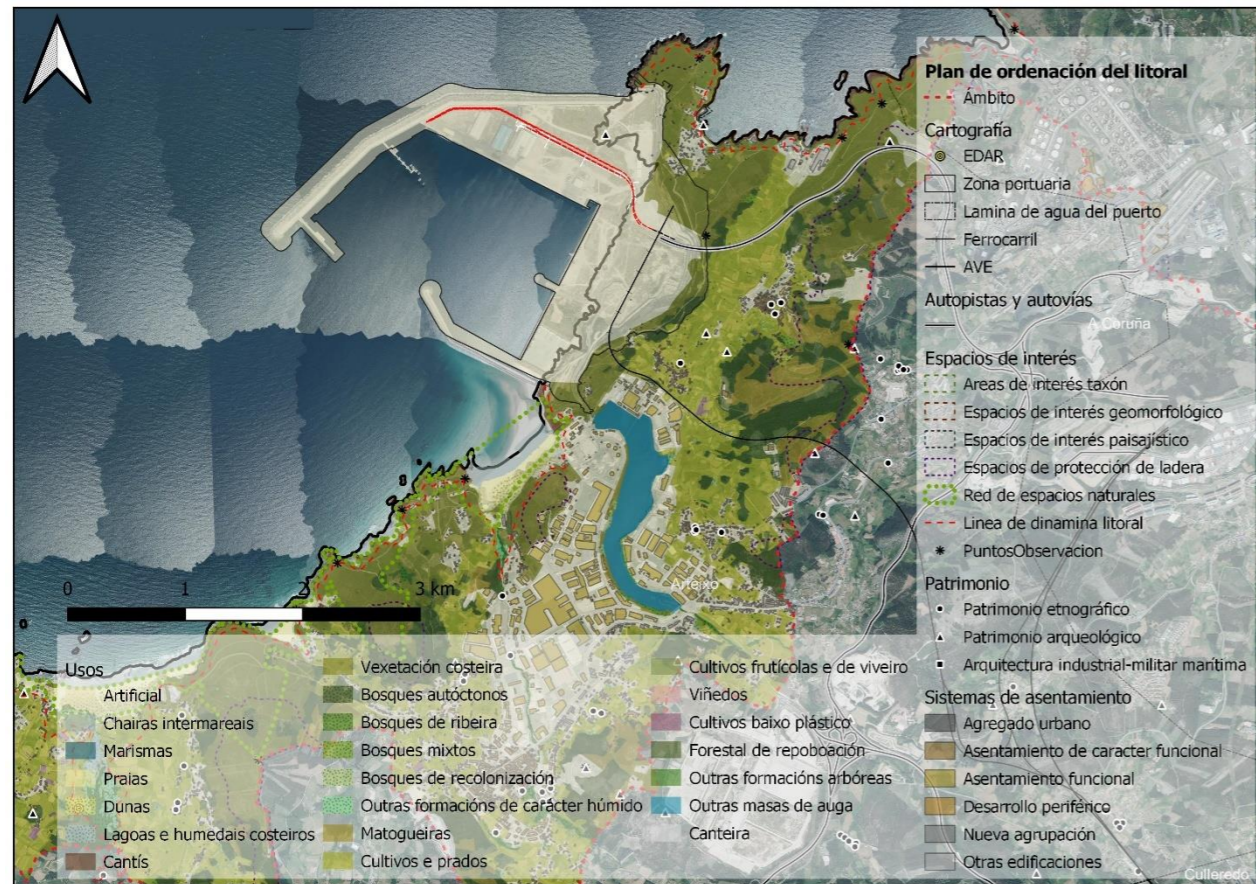 Plan de ordenación del litoral
Ámbito
Cartografía
EDAR
Zona portuaria
Lamina de agua del puerto
Ferrocarril
AVE
Autopistas y autovías
Espacios de interés
Areas de interés taxón
Espacios de interés geomorfológico
Espacios de interés paisajístico
Espacios de protección de ladera
Red de espacios naturales
Linea de dinamina litoral
PuntosObservacion
Patrimonio
Patrimonio etnográfico
Patrimonio arqueológico
Arquitectura industrial-militar marítima
Sistemas de asentamiento
Agregado urbano
Asentamiento de caracter funcional
Asentamiento funcional
Desarrollo periférico
Nueva agrupación
Otras edificaciones
A Coruña
Arteixo
Culleredo
0 1 2 3 km
Usos
Artificial
Chairas intermareais
Marismas
Praias
Dunas
Lagoas e humedais costeiros
Cantís
Vexetación costeira
Bosques autóctonos
Bosques de ribeira
Bosques mixtos
Bosques de recolonización
Outras formacións de carácter húmido
Matogueiras
Cultivos e prados
Cultivos frutícolas e de viveiro
Viñedos
Cultivos baixo plástico
Forestal de repoboación
Outras formacións arbóreas
Outras masas de auga
Canteira